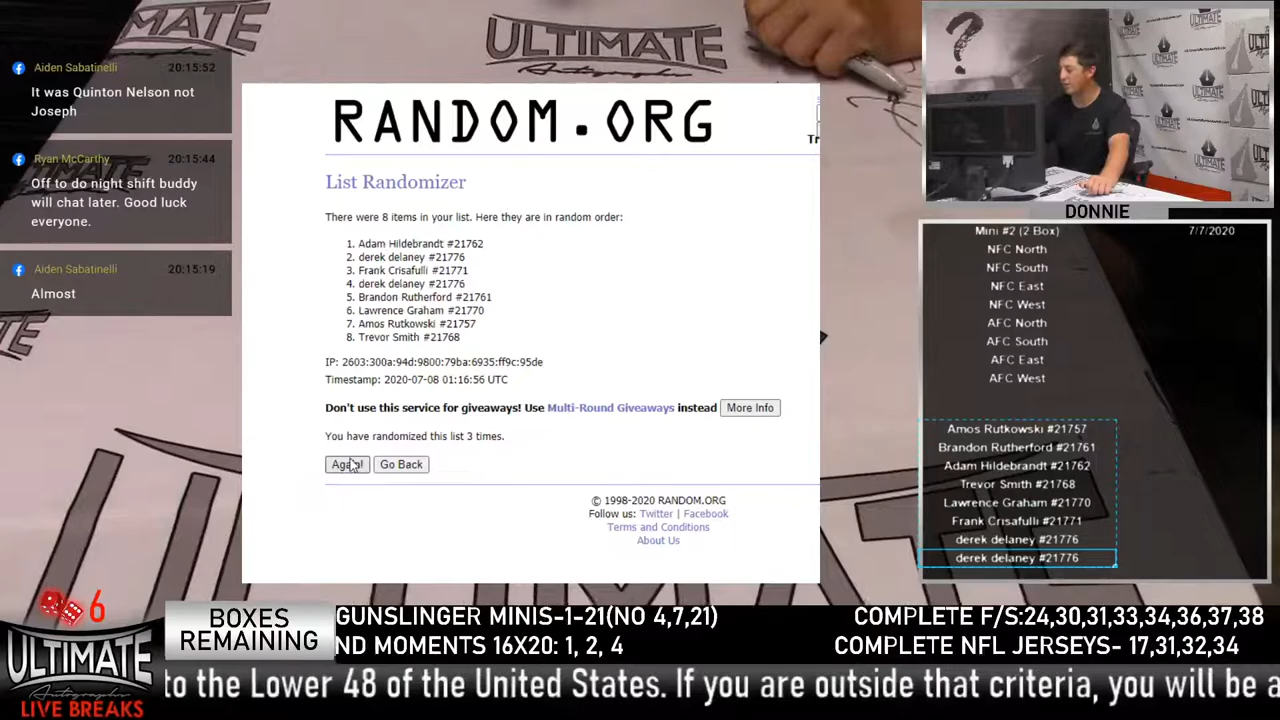 Aiden Sabatinelli 20:15:52
It was Quinton Nelson not
Joseph
Ryan McCarthy 20:15:44
Off to do night shift buddy
will chat later. Good luck
everyone.
Aiden Sabatinelli 20:15:19
Almost
ULTIMATE
RANDOM.ORG
List Randomizer
There were 8 items in your list. Here they are in random order:
1. Adam Hildebrandt #21762
2. derek delaney #21776
3. Frank Crisafulli #21771
4. derek delaney #21776
5. Brandon Rutherford #21761
6. Lawrence Graham #21770
7. Amos Rutkowski #21757
8. Trevor Smith #21768
IP: 2603:300a:94d:9800:79ba:6935:ff9c:95de
Timestamp: 2020-07-08 01:16:56 UTC
Don't use this service for giveaways! Use Multi-Round Giveaways instead More Info
You have randomized this list 3 times.
Again! Go Back
© 1998-2020 RANDOM.ORG
Follow us: Twitter | Facebook
Terms and Conditions
About Us
DONNIE
Mini #2 (2 Box) 7/7/2020
NFC North
NFC South
NFC East
NFC West
AFC North
AFC South
AFC East
AFC West
Amos Rutkowski #21757
Brandon Rutherford #21761
Adam Hildebrandt #21762
Trevor Smith #21768
Lawrence Graham #21770
Frank Crisafulli #21771
derek delaney #21776
derek delaney #21776
6
ULTIMATE
Autographs
LIVE BREAKS
BOXES
REMAINING
GUNSLINGER MINIS-1-21(NO 4,7,21) COMPLETE F/S:24,30,31,33,34,36,37,38
ND MOMENTS 16X20: 1, 2, 4 COMPLETE NFL JERSEYS- 17,31,32,34
to the Lower 48 of the United States. If you are outside that criteria, you will be a